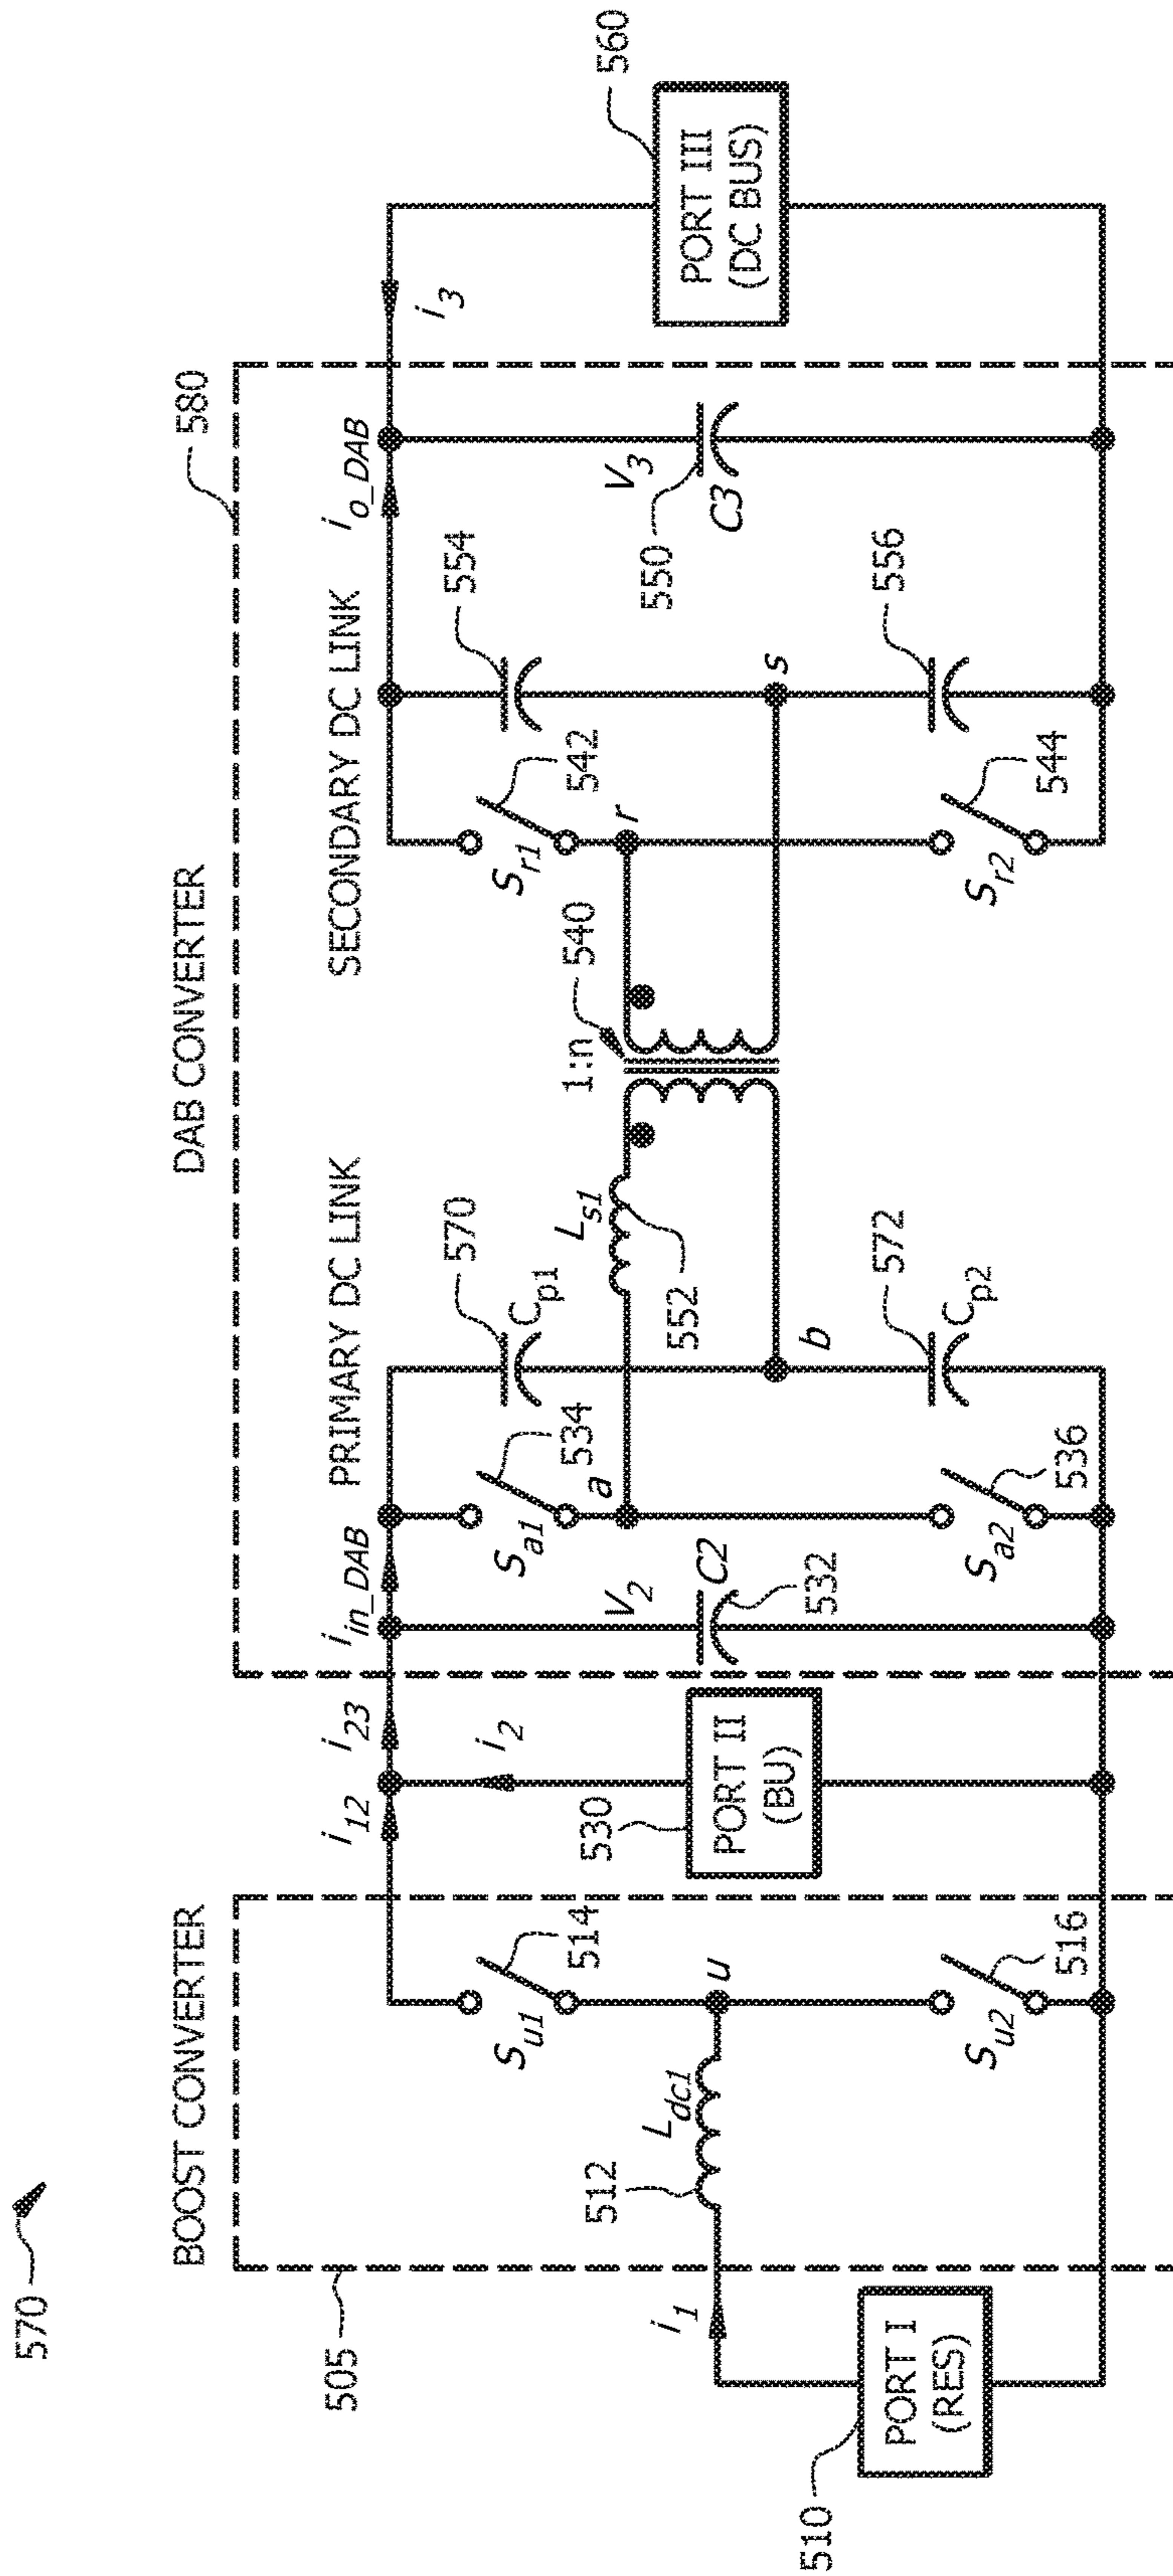 570
BOOST CONVERTER
DAB CONVERTER
505
580
PRIMARY DC LINK
SECONDARY DC LINK
i12
i23
iin_DAB
io_DAB
i3
i2
Su1
514
u
Ldc1
512
i1
PORT I
(RES)
510
Su2
516
530
PORT II
(BU)
V2
C2
532
Sa1
534
a
Sa2
536
570
Cp1
Ls1
552
b
572
Cp2
1:n
540
Sr1
542
r
Sr2
544
554
s
556
V3
550
C3
PORT III
(DC BUS)
560